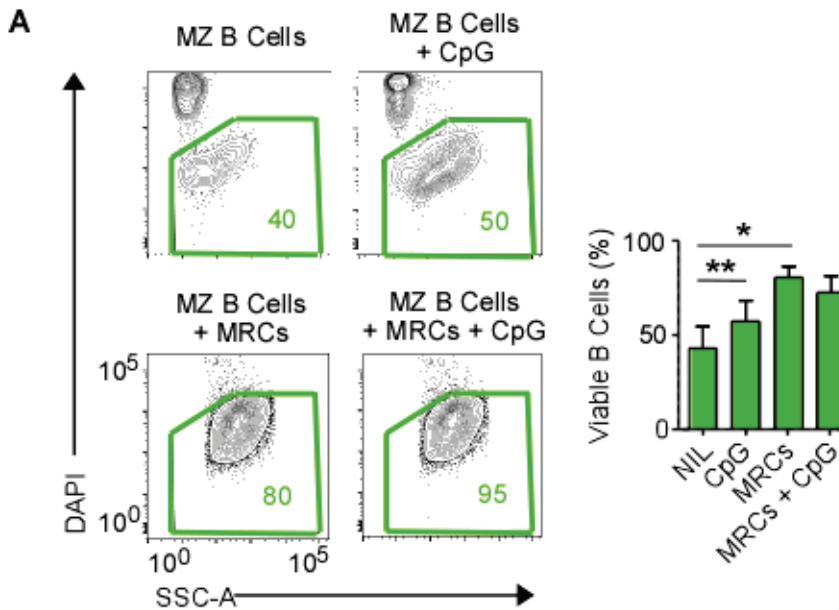 A
MZ B Cells
MZ B Cells
+ CpG
40
50
MZ B Cells
+ MRCs
MZ B Cells
+ MRCs + CpG
10^5
80
95
10^0
10^0
10^5
DAPI
SSC-A
Viable B Cells (%)
100
50
0
*
**
NIL
CpG
MRCs
MRCs + CpG